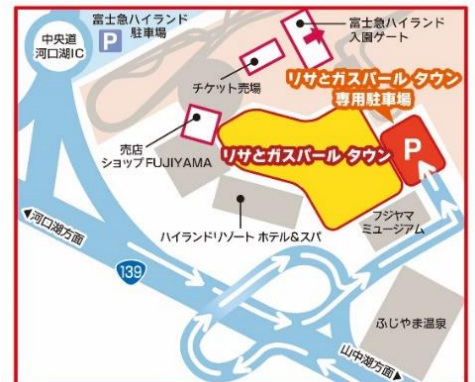 富士急ハイランド
駐車場
P
中央道
河口湖IC
富士急ハイランド
入園ゲート
チケット売場
リサとガスパール タウン
専用駐車場
P
売店
ショップFUJIYAMA
リサとガスパール タウン
フジヤマ
ミュージアム
ハイランドリゾート ホテル&スパ
◀河口湖方面
139
ふじやま温泉
山中湖方面▶